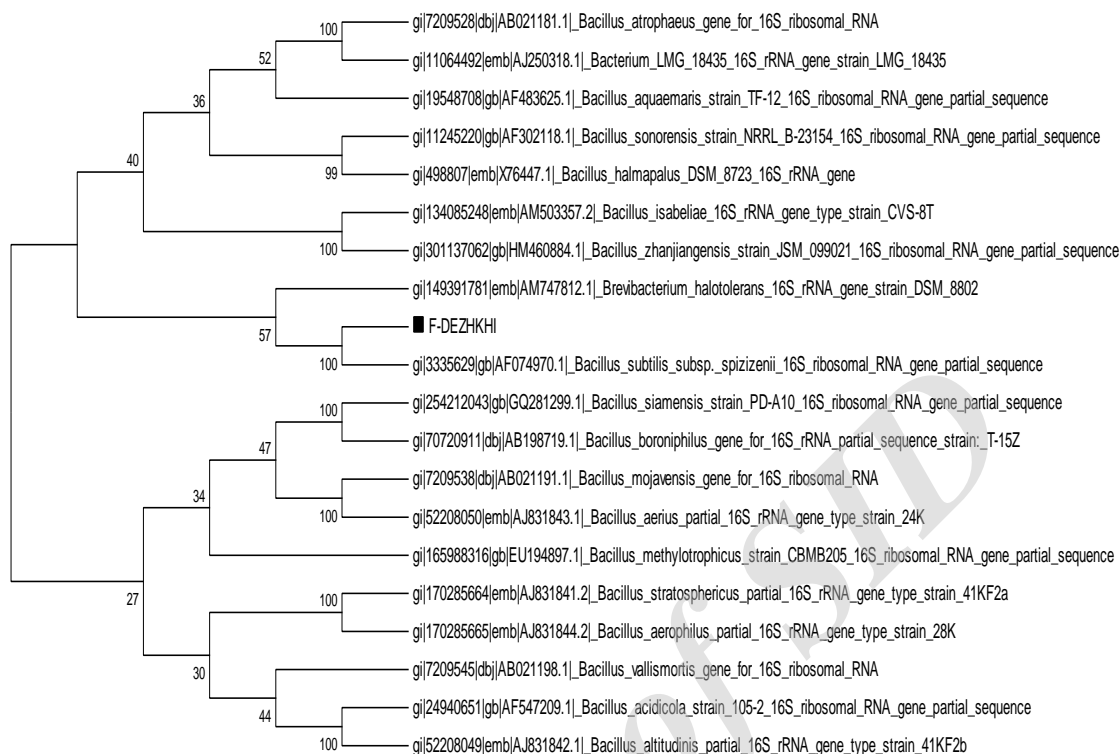 gi|7209528|dbj|AB021181.1|_Bacillus_atrophaeus_gene_for_16S_ribosomal_RNA
100
gi|11064492|emb|AJ250318.1|_Bacterium_LMG_18435_16S_rRNA_gene_strain_LMG_18435
52
gi|19548708|gb|AF483625.1|_Bacillus_aquaemaris_strain_TF-12_16S_ribosomal_RNA_gene_partial_sequence
36
gi|11245220|gb|AF302118.1|_Bacillus_sonorensis_strain_NRRL_B-23154_16S_ribosomal_RNA_gene_partial_sequence
40
99
gi|498807|emb|X76447.1|_Bacillus_halmapalus_DSM_8723_16S_rRNA_gene
gi|134085248|emb|AM503357.2|_Bacillus_isabeliae_16S_rRNA_gene_type_strain_CVS-8T
100
gi|301137062|gb|HM460884.1|_Bacillus_zhanjiangensis_strain_JSM_099021_16S_ribosomal_RNA_gene_partial_sequence
gi|149391781|emb|AM747812.1|_Brevibacterium_halotolerans_16S_rRNA_gene_strain_DSM_8802
F-DEZHKHI
57
100
gi|3335629|gb|AF074970.1|_Bacillus_subtilis_subsp._spizizenii_16S_ribosomal_RNA_gene_partial_sequence
gi|254212043|gb|GQ281299.1|_Bacillus_siamensis_strain_PD-A10_16S_ribosomal_RNA_gene_partial_sequence
100
gi|70720911|dbj|AB198719.1|_Bacillus_boroniphilus_gene_for_16S_rRNA_partial_sequence_strain:_T-15Z
47
gi|7209538|dbj|AB021191.1|_Bacillus_mojavensis_gene_for_16S_ribosomal_RNA
34
100
gi|52208050|emb|AJ831843.1|_Bacillus_aerius_partial_16S_rRNA_gene_type_strain_24K
gi|165988316|gb|EU194897.1|_Bacillus_methylotrophicus_strain_CBMB205_16S_ribosomal_RNA_gene_partial_sequence
27
gi|170285664|emb|AJ831841.2|_Bacillus_stratosphericus_partial_16S_rRNA_gene_type_strain_41KF2a
100
gi|170285665|emb|AJ831844.2|_Bacillus_aerophilus_partial_16S_rRNA_gene_type_strain_28K
30
gi|7209545|dbj|AB021198.1|_Bacillus_vallismortis_gene_for_16S_ribosomal_RNA
44
gi|24940651|gb|AF547209.1|_Bacillus_acidicola_strain_105-2_16S_ribosomal_RNA_gene_partial_sequence
100
gi|52208049|emb|AJ831842.1|_Bacillus_altitudinis_partial_16S_rRNA_gene_type_strain_41KF2b
of SID